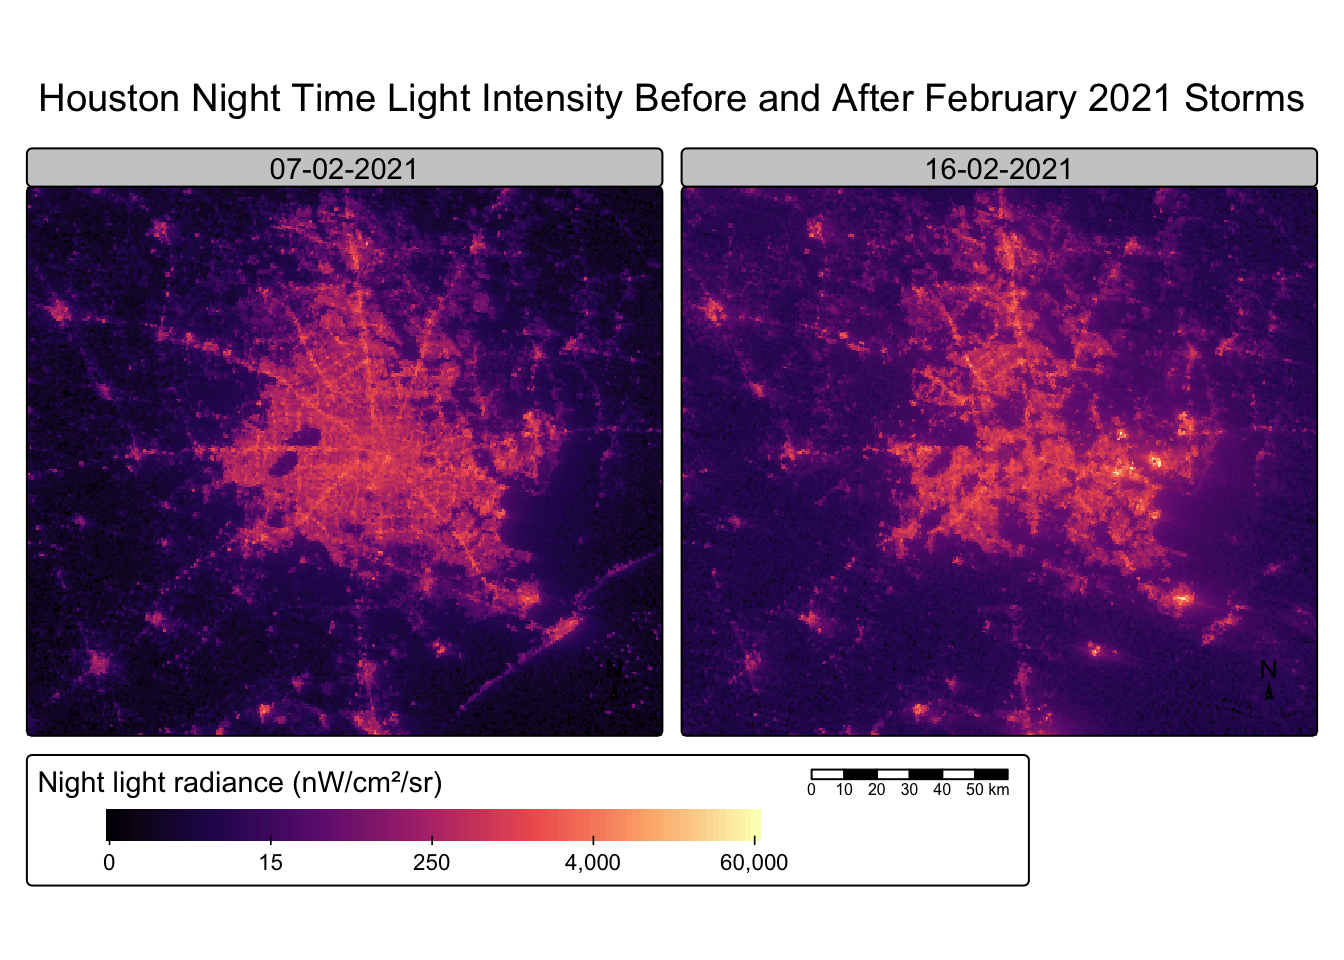 Houston Night Time Light Intensity Before and After February 2021 Storms
07-02-2021
16-02-2021
N
N
Night light radiance (nW/cm²/sr)
0 10 20 30 40 50 km
0 15 250 4,000 60,000